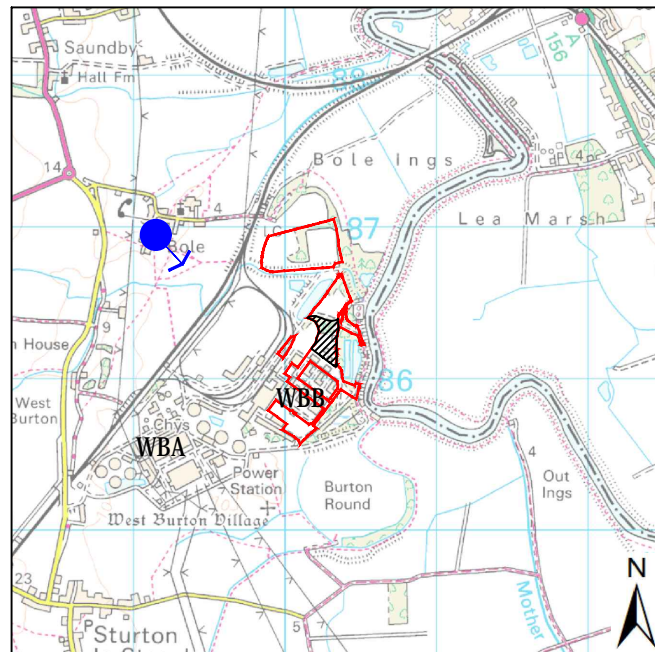 Saundby
Hall Fm
88
A
156
Bole Ings
14
4
LC
87
Lea Marsh
Bole
9
n House
86
West
Burton
WBB
Chys
WBA
4
Power
Station
Burton
Round
Out
Ings
West Burton Village
N
23
Mother
5
P
Sturton